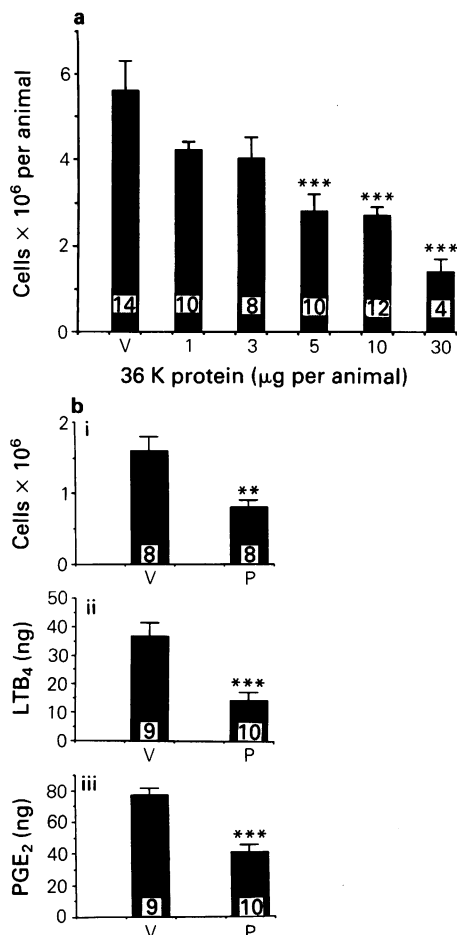 a
Cells × 10⁶ per animal
6
4
2
0
***
***
***
14 10 8 10 12 4
V 1 3 5 10 30
36 K protein (μg per animal)
b
i
Cells × 10⁶
2
1
0
**
8 8
V P
ii
LTB₄ (ng)
50
40
30
20
10
0
***
9 10
V P
iii
PGE₂ (ng)
80
60
40
20
0
***
9 10
V P